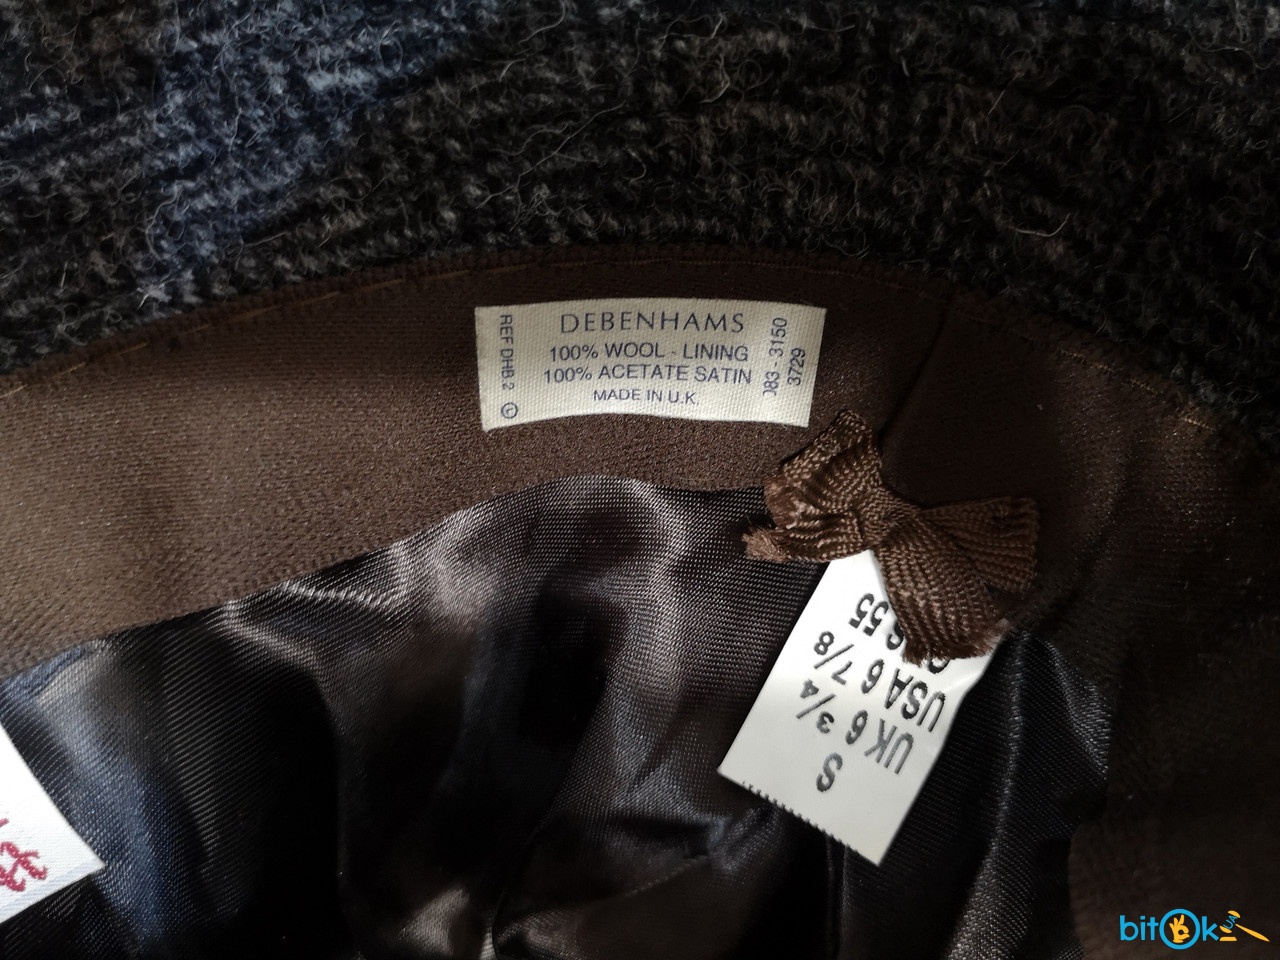 DEBENHAMS
100% WOOL - LINING
100% ACETATE SATIN
MADE IN U.K.
REF DHB 2
083 - 3150
3729
S
UK 6 3/4
USA 6 7/8
55
bitOk
UA